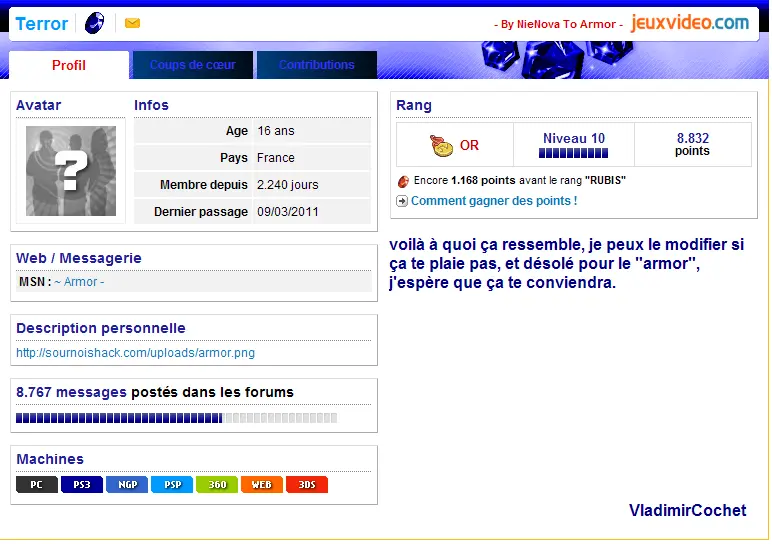 Terror
- By NieNova To Armor - jeuxvideo.com
Profil
Coups de cœur
Contributions
Avatar
?
Infos
Age 16 ans
Pays France
Membre depuis 2.240 jours
Dernier passage 09/03/2011
Web / Messagerie
MSN : ~ Armor -
Description personnelle
http://sournoishack.com/uploads/armor.png
8.767 messages postés dans les forums
Machines
PC PS3 NGP PSP 360 WEB 3DS
Rang
OR
Niveau 10
8.832
points
Encore 1.168 points avant le rang "RUBIS"
Comment gagner des points !
voilà à quoi ça ressemble, je peux le modifier si
ça te plaie pas, et désolé pour le "armor",
j'espère que ça te conviendra.
VladimirCochet